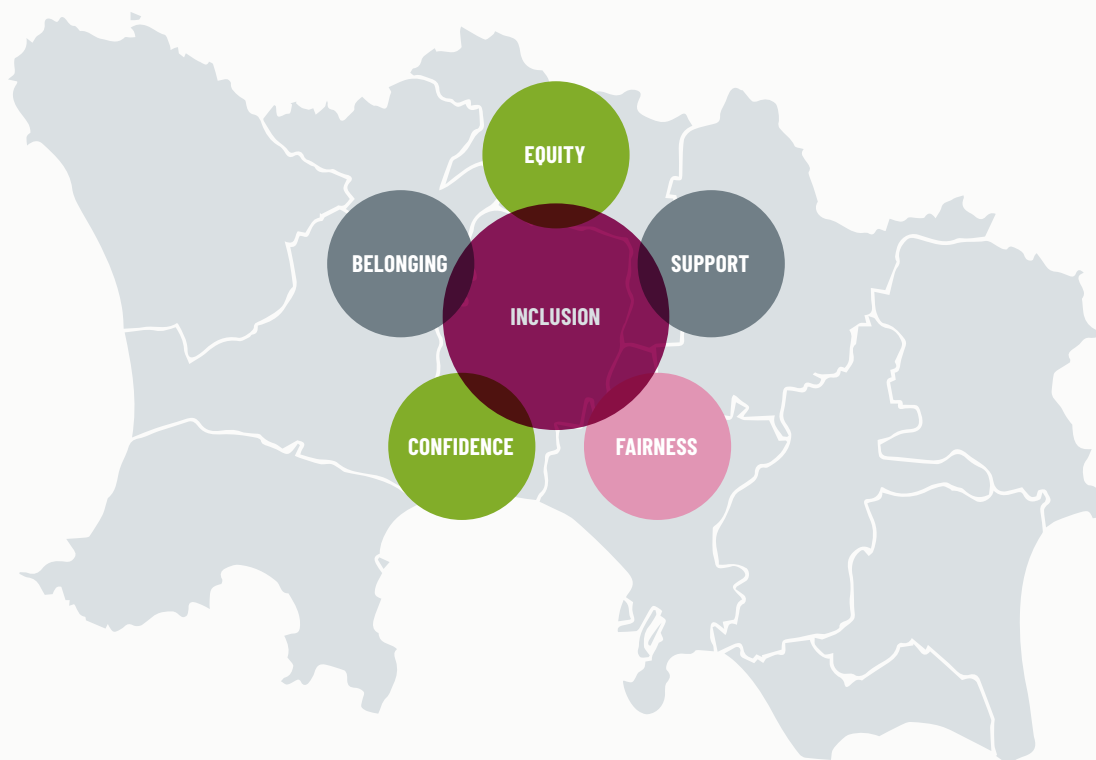 EQUITY
BELONGING
SUPPORT
INCLUSION
CONFIDENCE
FAIRNESS